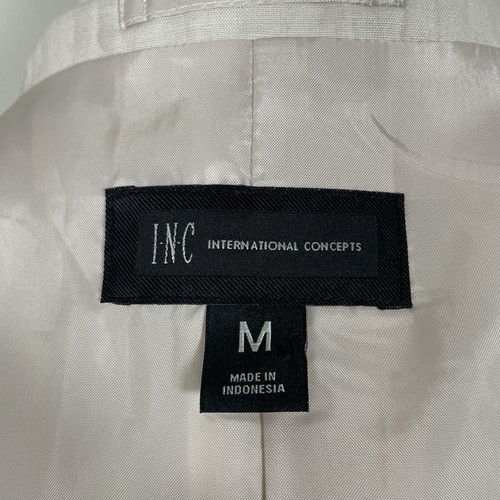 I·N·C INTERNATIONAL CONCEPTS
M
MADE IN
INDONESIA